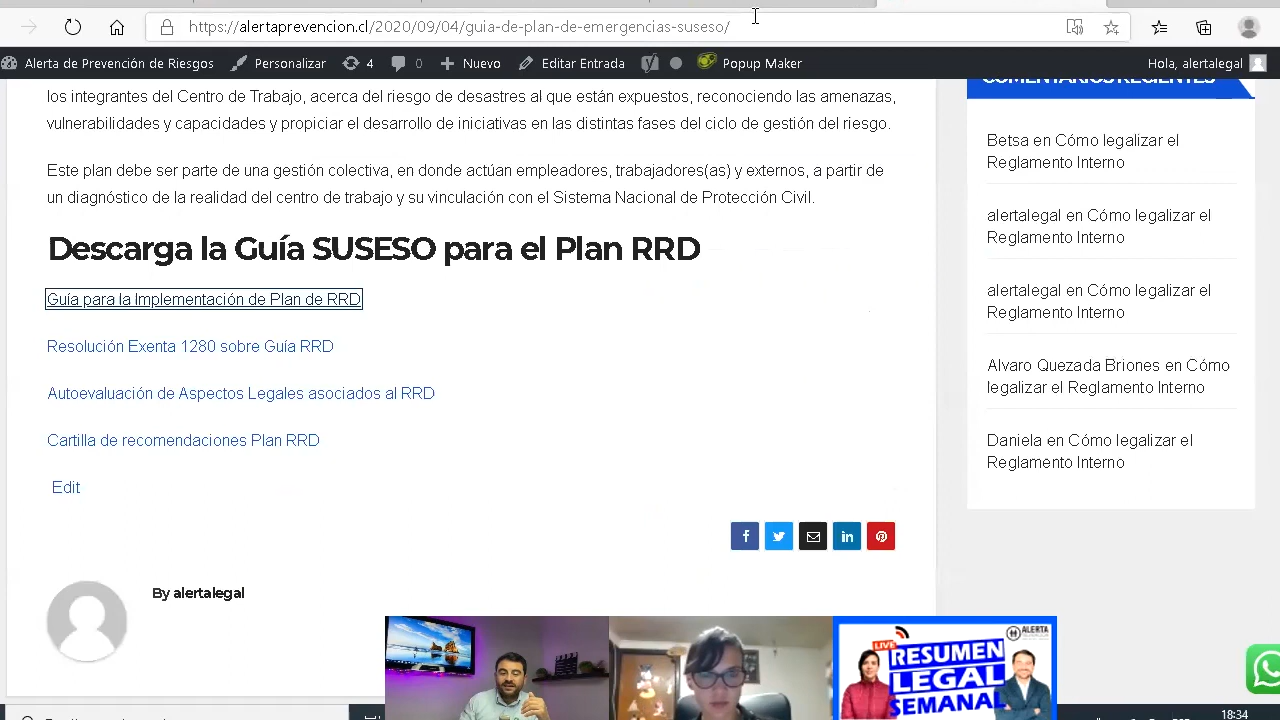 https://alertaprevencion.cl/2020/09/04/guia-de-plan-de-emergencias-suseso/
Alerta de Prevención de Riesgos
Personalizar
4
0
Nuevo
Editar Entrada
Popup Maker
Hola, alertalegal
los integrantes del Centro de Trabajo, acerca del riesgo de desastres al que están expuestos, reconociendo las amenazas,
vulnerabilidades y capacidades y propiciar el desarrollo de iniciativas en las distintas fases del ciclo de gestión del riesgo.
Este plan debe ser parte de una gestión colectiva, en donde actúan empleadores, trabajadores(as) y externos, a partir de
un diagnóstico de la realidad del centro de trabajo y su vinculación con el Sistema Nacional de Protección Civil.
Descarga la Guía SUSESO para el Plan RRD
Guía para la Implementación de Plan de RRD
Resolución Exenta 1280 sobre Guía RRD
Autoevaluación de Aspectos Legales asociados al RRD
Cartilla de recomendaciones Plan RRD
Edit
By alertalegal
COMENTARIOS RECIENTES
Betsa en Cómo legalizar el
Reglamento Interno
alertalegal en Cómo legalizar el
Reglamento Interno
alertalegal en Cómo legalizar el
Reglamento Interno
Alvaro Quezada Briones en Cómo
legalizar el Reglamento Interno
Daniela en Cómo legalizar el
Reglamento Interno
ALERTA
LIVE
RESUMEN
LEGAL
SEMANAL
18:34